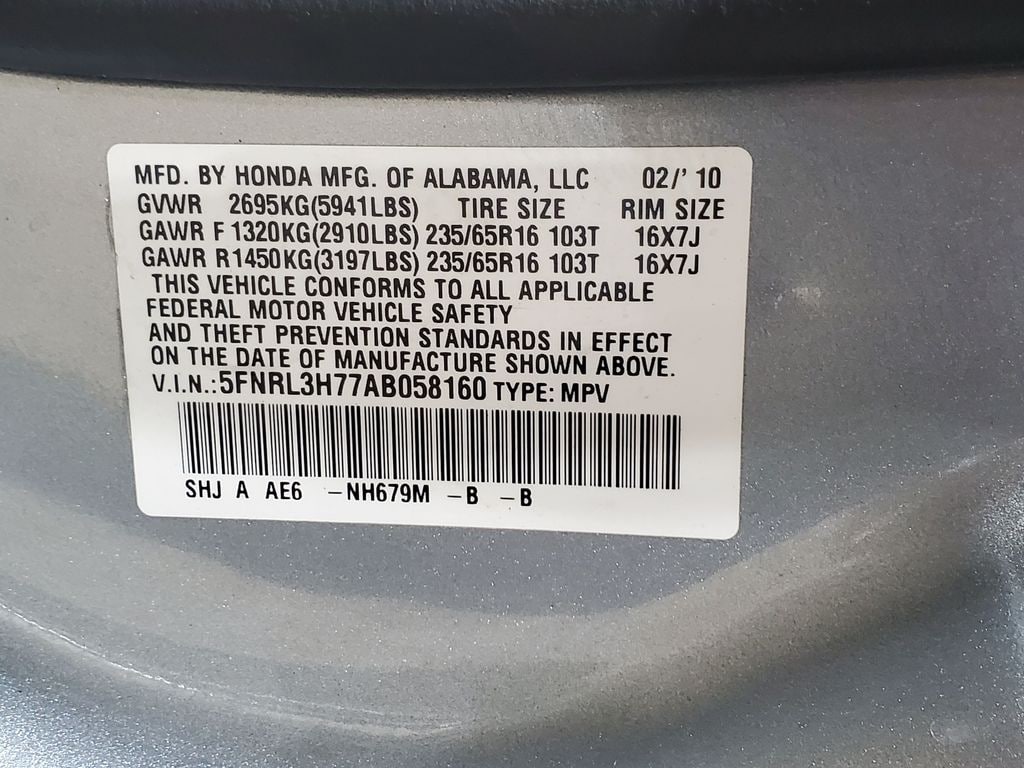 MFD. BY HONDA MFG. OF ALABAMA, LLC 02/'10
GVWR 2695KG(5941LBS) TIRE SIZE RIM SIZE
GAWR F 1320KG(2910LBS) 235/65R16 103T 16X7J
GAWR R1450KG(3197LBS) 235/65R16 103T 16X7J
THIS VEHICLE CONFORMS TO ALL APPLICABLE
FEDERAL MOTOR VEHICLE SAFETY
AND THEFT PREVENTION STANDARDS IN EFFECT
ON THE DATE OF MANUFACTURE SHOWN ABOVE.
V.I.N.:5FNRL3H77AB058160 TYPE: MPV
SHJ A AE6 -NH679M -B -B